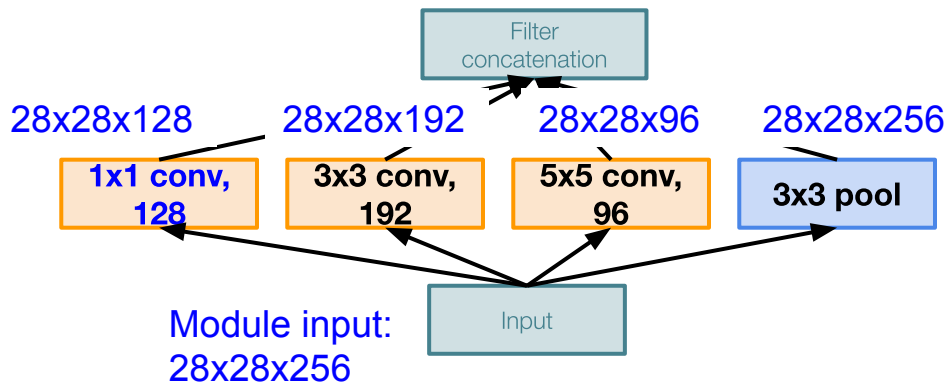 Filter
concatenation
28x28x128
28x28x192
28x28x96
28x28x256
1x1 conv,
128
3x3 conv,
192
5x5 conv,
96
3x3 pool
Input
Module input:
28x28x256